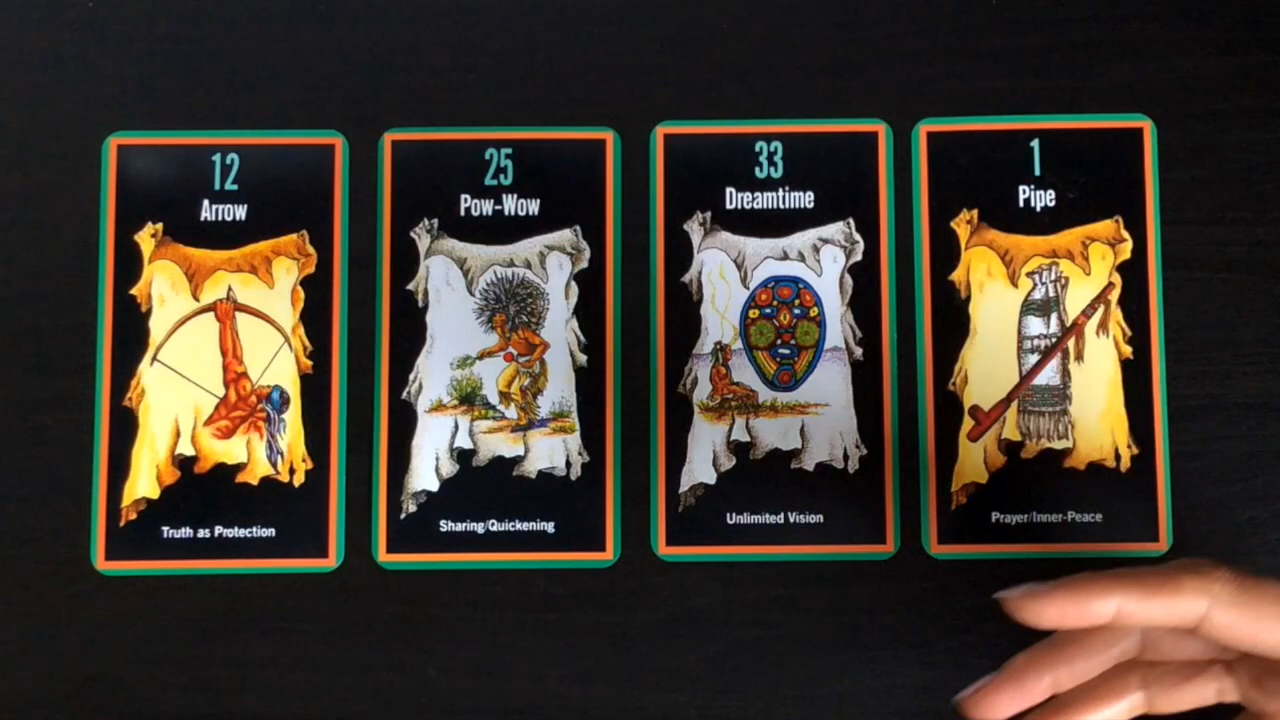 12
Arrow
Truth as Protection
25
Pow-Wow
Sharing/Quickening
33
Dreamtime
Unlimited Vision
1
Pipe
Prayer/Inner-Peace